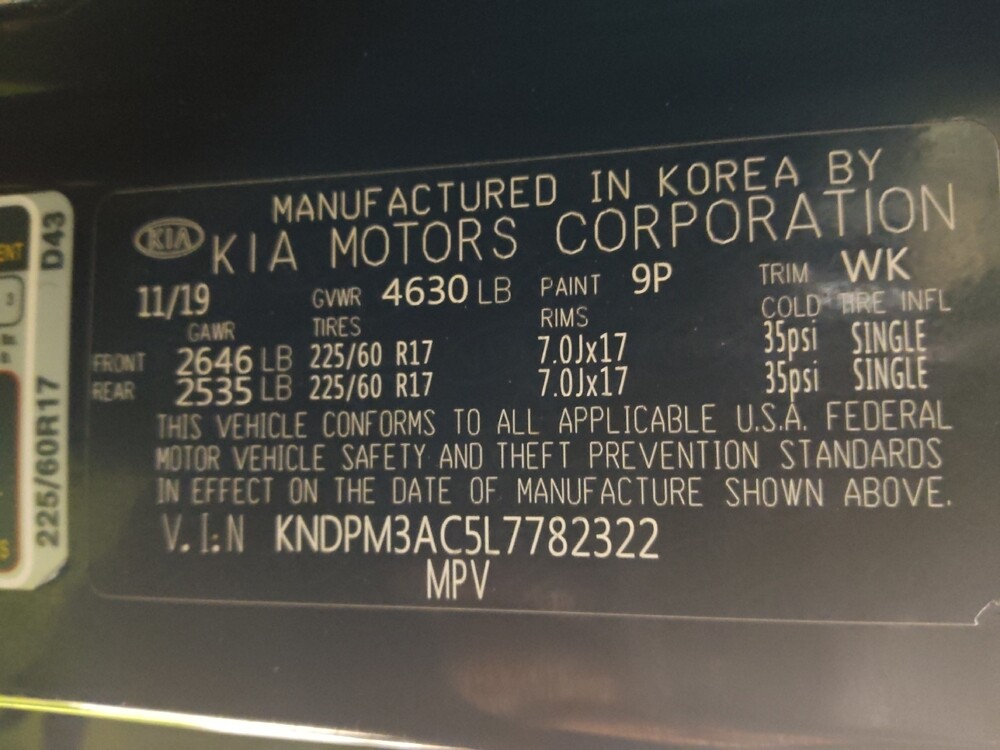 MANUFACTURED IN KOREA BY
KIA KIA MOTORS CORPORATION
11/19 GVWR 4630 LB PAINT 9P TRIM WK
GAWR TIRES RIMS COLD TIRE INFL
FRONT 2646 LB 225/60 R17 7.0Jx17 35psi SINGLE
REAR 2535 LB 225/60 R17 7.0Jx17 35psi SINGLE
THIS VEHICLE CONFORMS TO ALL APPLICABLE U.S.A. FEDERAL
MOTOR VEHICLE SAFETY AND THEFT PREVENTION STANDARDS
IN EFFECT ON THE DATE OF MANUFACTURE SHOWN ABOVE.
V.I:N KNDPM3AC5L7782322
MPV
225/60R17 D43